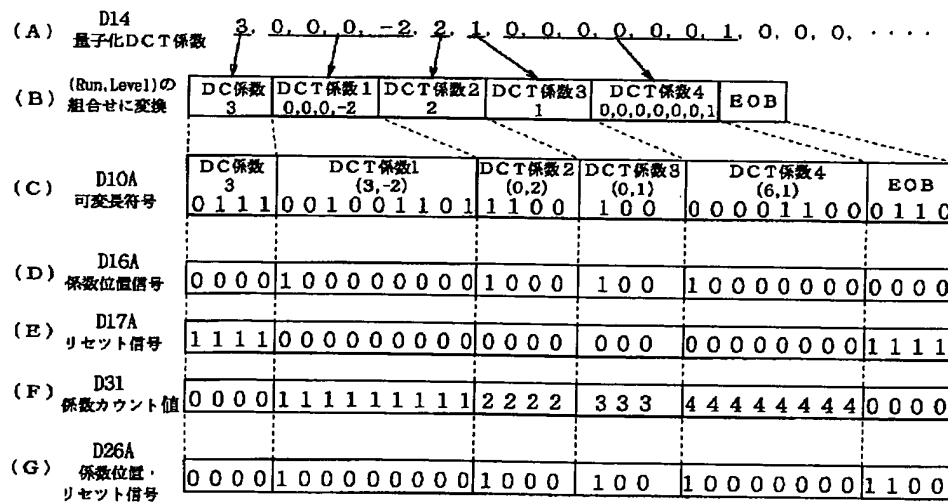 (A) D14 量子化DCT係数 3, 0, 0, 0, -2, 2, 1, 0, 0, 0, 0, 0, 0, 1, 0, 0, 0, ····
(B) (Run,Level)の 組合せに変換
DC係数 DCT係数1 DCT係数2 DCT係数3 DCT係数4 EOB
3 0,0,0,-2 2 1 0,0,0,0,0,0,1
(C) D10A 可変長符号
DC係数 DCT係数1 DCT係数2 DCT係数3 DCT係数4 EOB
3 (3,-2) (0,2) (0,1) (6,1)
0111 001001101 1100 100 00001100 0110
(D) D16A 係数位置信号
0000 100000000 1000 100 10000000 0000
(E) D17A リセット信号
1111 000000000 0000 000 00000000 1111
(F) D31 係数カウント値
0000 111111111 2222 333 44444444 0000
(G) D26A 係数位置・ リセット信号
0000 100000000 1000 100 10000000 1100